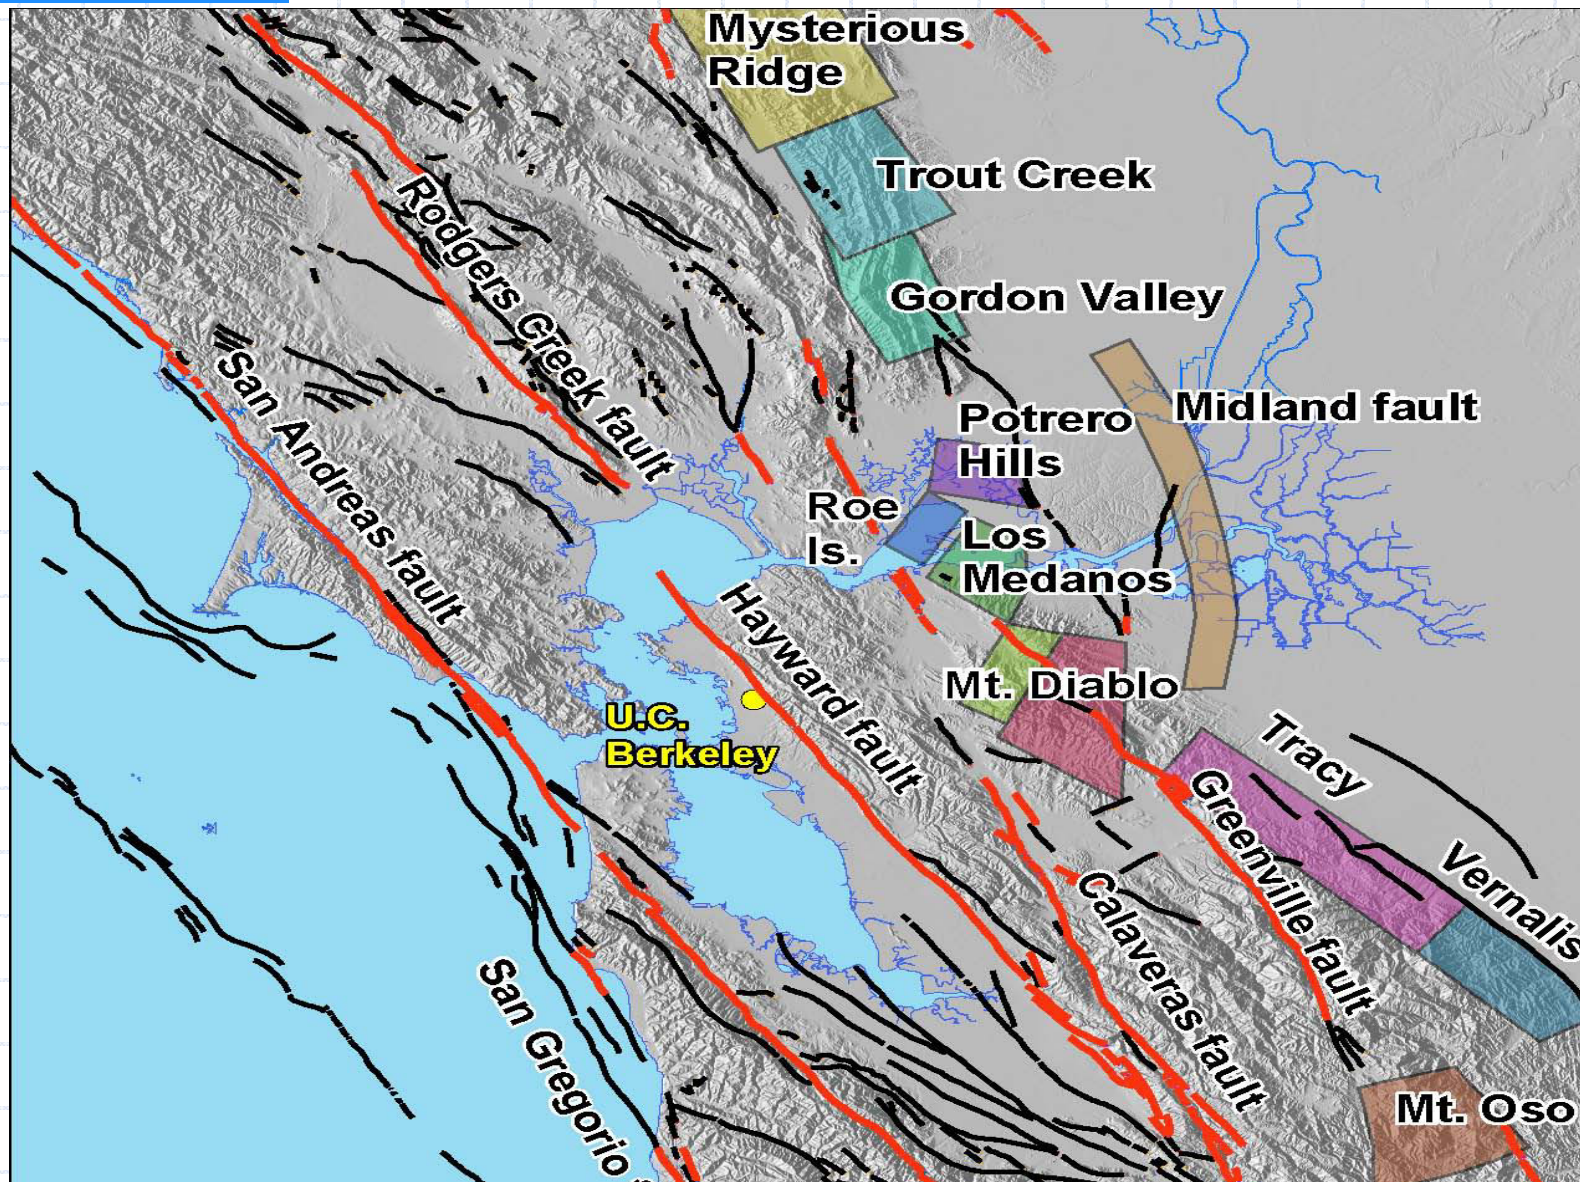 Mysterious
Ridge
Trout Creek
Rodgers Creek fault
Gordon Valley
San Andreas fault
Midland fault
Potrero
Hills
Roe
Is.
Los
Medanos
Hayward fault
Mt. Diablo
U.C.
Berkeley
Tracy
Greenville fault
Vernalis
Calaveras fault
San Gregorio
Mt. Oso